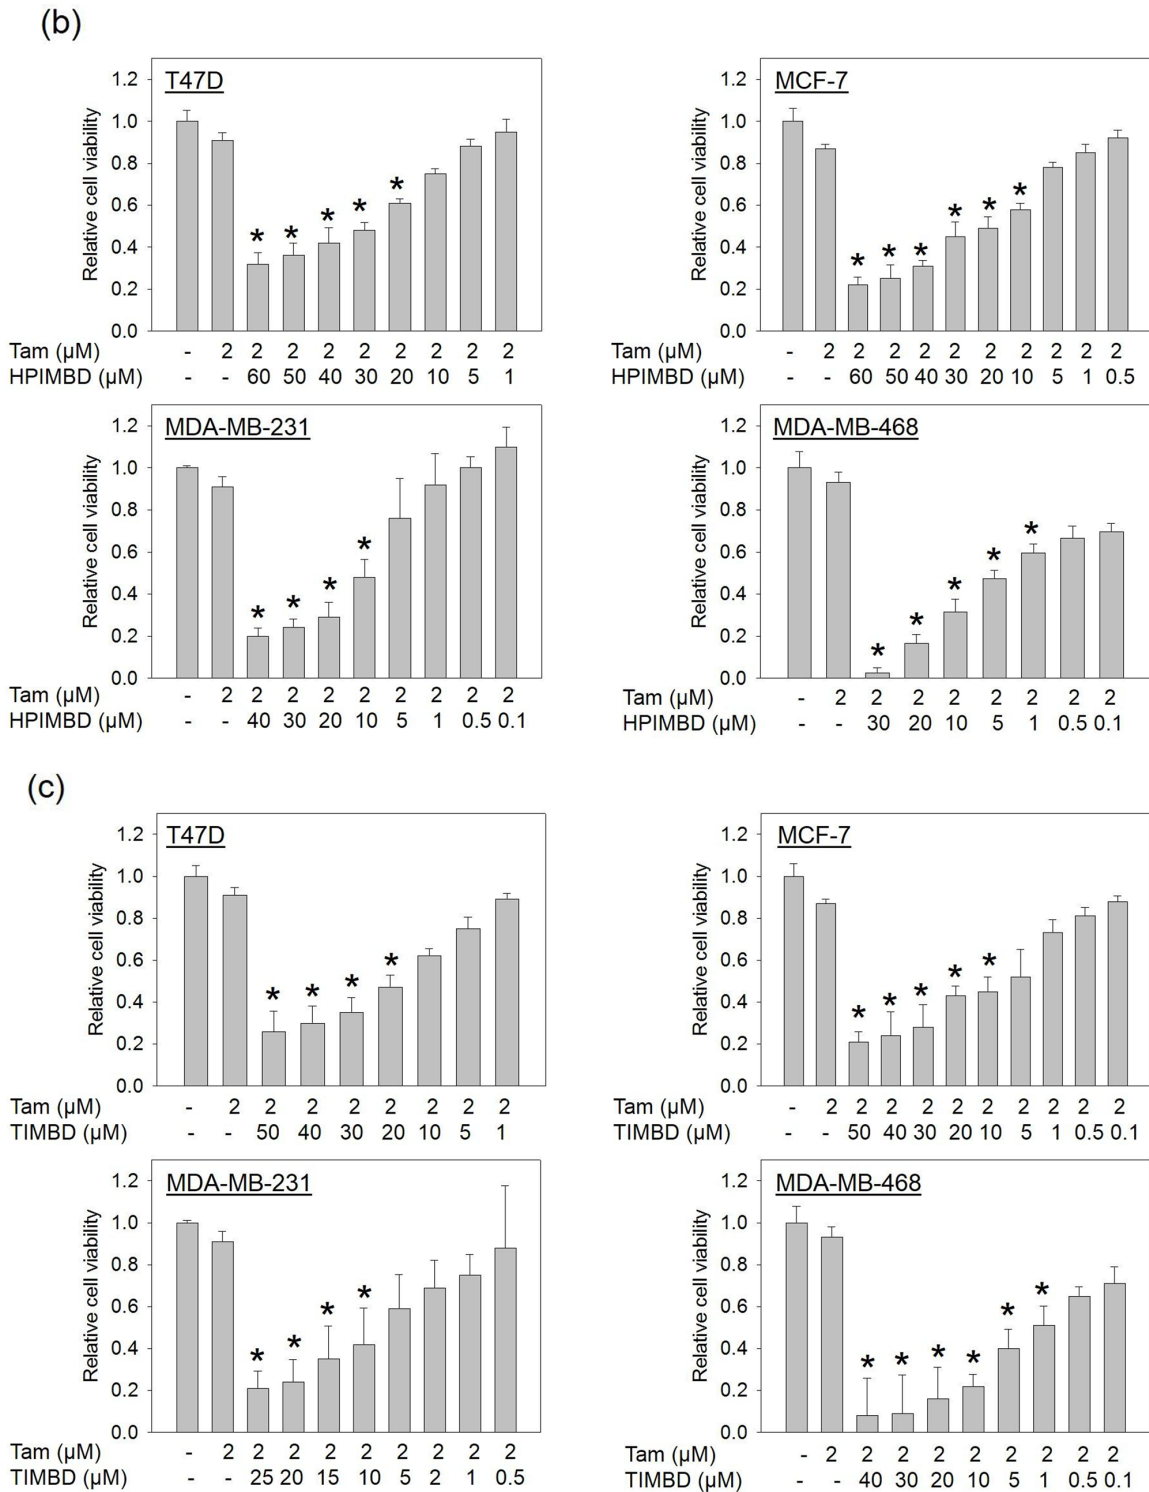 (b)
T47D
Relative cell viability
1.2
1.0
0.8
0.6
0.4
0.2
0.0
* * * * *
Tam (µM) - 2 2 2 2 2 2 2 2 2
HPIMBD (µM) - - 60 50 40 30 20 10 5 1
MCF-7
Relative cell viability
1.2
1.0
0.8
0.6
0.4
0.2
0.0
* * * * * *
Tam (µM) - 2 2 2 2 2 2 2 2 2 2
HPIMBD (µM) - - 60 50 40 30 20 10 5 1 0.5
MDA-MB-231
Relative cell viability
1.2
1.0
0.8
0.6
0.4
0.2
0.0
* * * *
Tam (µM) - 2 2 2 2 2 2 2 2 2
HPIMBD (µM) - - 40 30 20 10 5 1 0.5 0.1
MDA-MB-468
Relative cell viability
1.2
1.0
0.8
0.6
0.4
0.2
0.0
* * * * *
Tam (µM) - 2 2 2 2 2 2 2 2
HPIMBD (µM) - - 30 20 10 5 1 0.5 0.1
(c)
T47D
Relative cell viability
1.2
1.0
0.8
0.6
0.4
0.2
0.0
* * * *
Tam (µM) - 2 2 2 2 2 2 2 2
TIMBD (µM) - - 50 40 30 20 10 5 1
MCF-7
Relative cell viability
1.2
1.0
0.8
0.6
0.4
0.2
0.0
* * * * *
Tam (µM) - 2 2 2 2 2 2 2 2 2 2
TIMBD (µM) - - 50 40 30 20 10 5 1 0.5 0.1
MDA-MB-231
Relative cell viability
1.2
1.0
0.8
0.6
0.4
0.2
0.0
* * * *
Tam (µM) - 2 2 2 2 2 2 2 2 2
TIMBD (µM) - - 25 20 15 10 5 2 1 0.5
MDA-MB-468
Relative cell viability
1.2
1.0
0.8
0.6
0.4
0.2
0.0
* * * * * *
Tam (µM) - 2 2 2 2 2 2 2 2 2
TIMBD (µM) - - 40 30 20 10 5 1 0.5 0.1